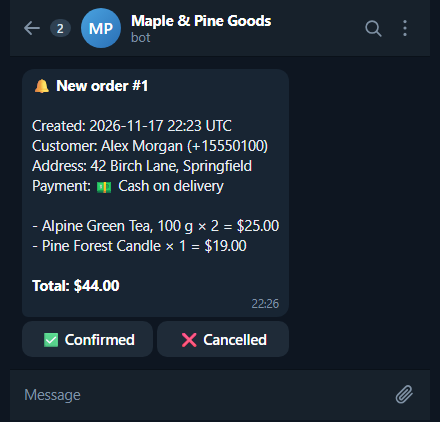 2
MP
Maple & Pine Goods
bot
🔔 New order #1
Created: 2026-11-17 22:23 UTC
Customer: Alex Morgan (+15550100)
Address: 42 Birch Lane, Springfield
Payment: 💵 Cash on delivery
- Alpine Green Tea, 100 g × 2 = $25.00
- Pine Forest Candle × 1 = $19.00
Total: $44.00
22:26
✅ Confirmed
❌ Cancelled
Message